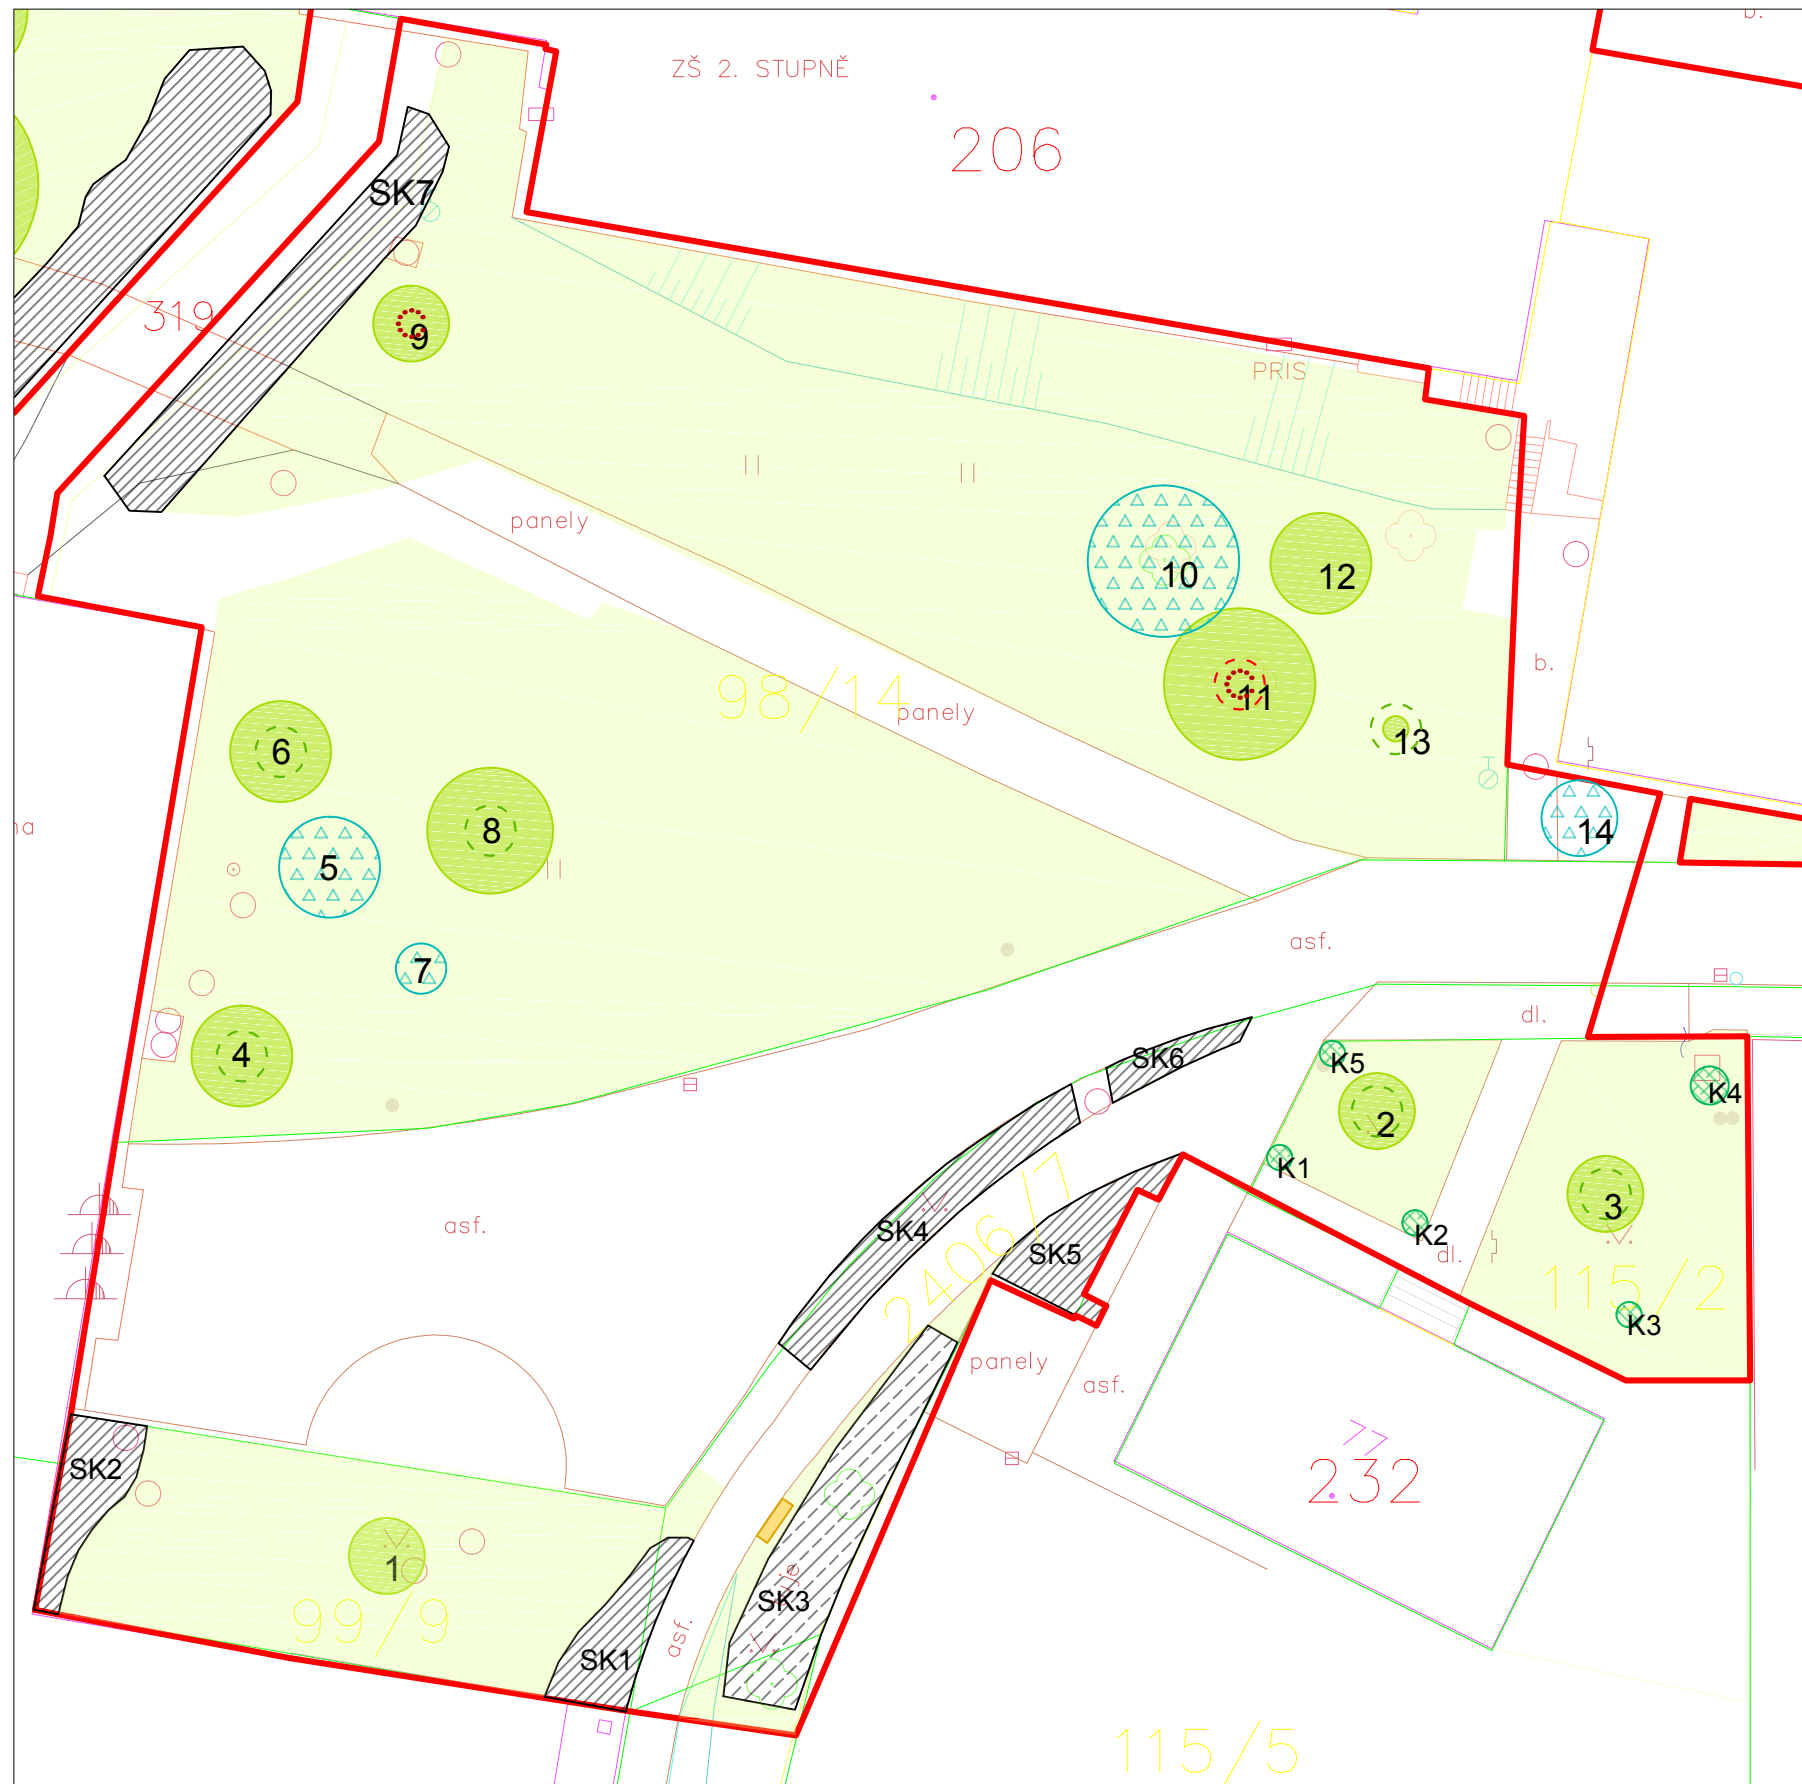 b.
ZŠ 2. STUPNĚ
206
SK7
319
9
PRIS
panely
10
12
b.
98/14
panely
11
13
6
14
8
5
asf.
7
dl.
4
SK6
K5
K4
2
K1
3
asf.
SK4
SK5
K2
dl.
2406/1
115/2
K3
panely
asf.
77
232
SK2
1
SK3
99/9
SK1
asf.
115/5